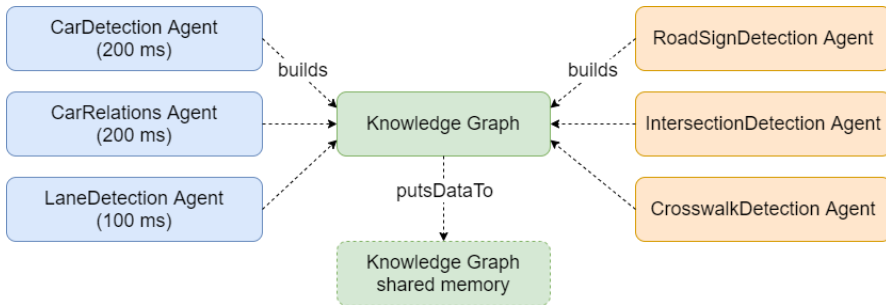 CarDetection Agent
(200 ms)
RoadSignDetection Agent
builds
builds
CarRelations Agent
(200 ms)
Knowledge Graph
IntersectionDetection Agent
LaneDetection Agent
(100 ms)
putsDataTo
CrosswalkDetection Agent
Knowledge Graph
shared memory